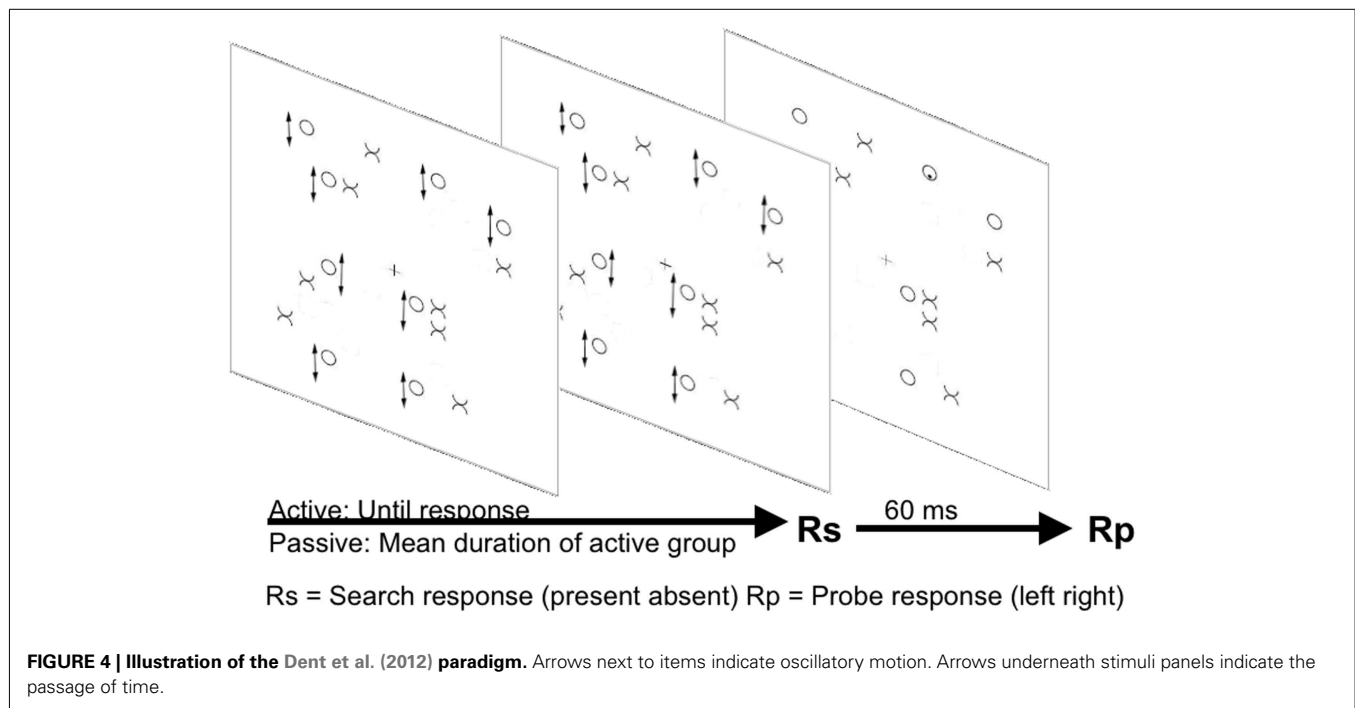 Active: Until response
Passive: Mean duration of active group
Rs
60 ms
Rp
Rs = Search response (present absent) Rp = Probe response (left right)
FIGURE 4 | Illustration of the Dent et al. (2012) paradigm. Arrows next to items indicate oscillatory motion. Arrows underneath stimuli panels indicate the
passage of time.